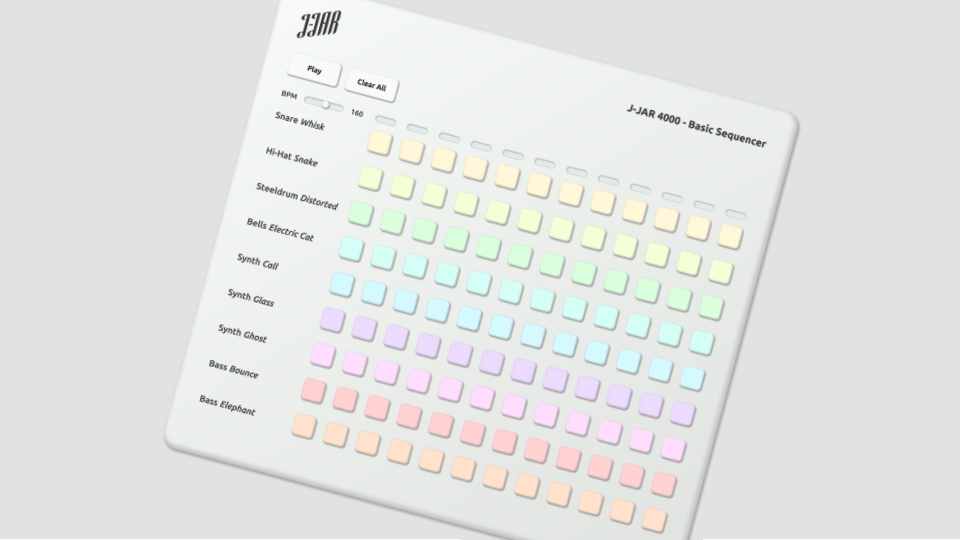 J-JAR
Play
Clear All
BPM
160
J-JAR 4000 - Basic Sequencer
Snare Whisk
Hi-Hat Snake
Steeldrum Distorted
Bells Electric Cat
Synth Call
Synth Glass
Synth Ghost
Bass Bounce
Bass Elephant